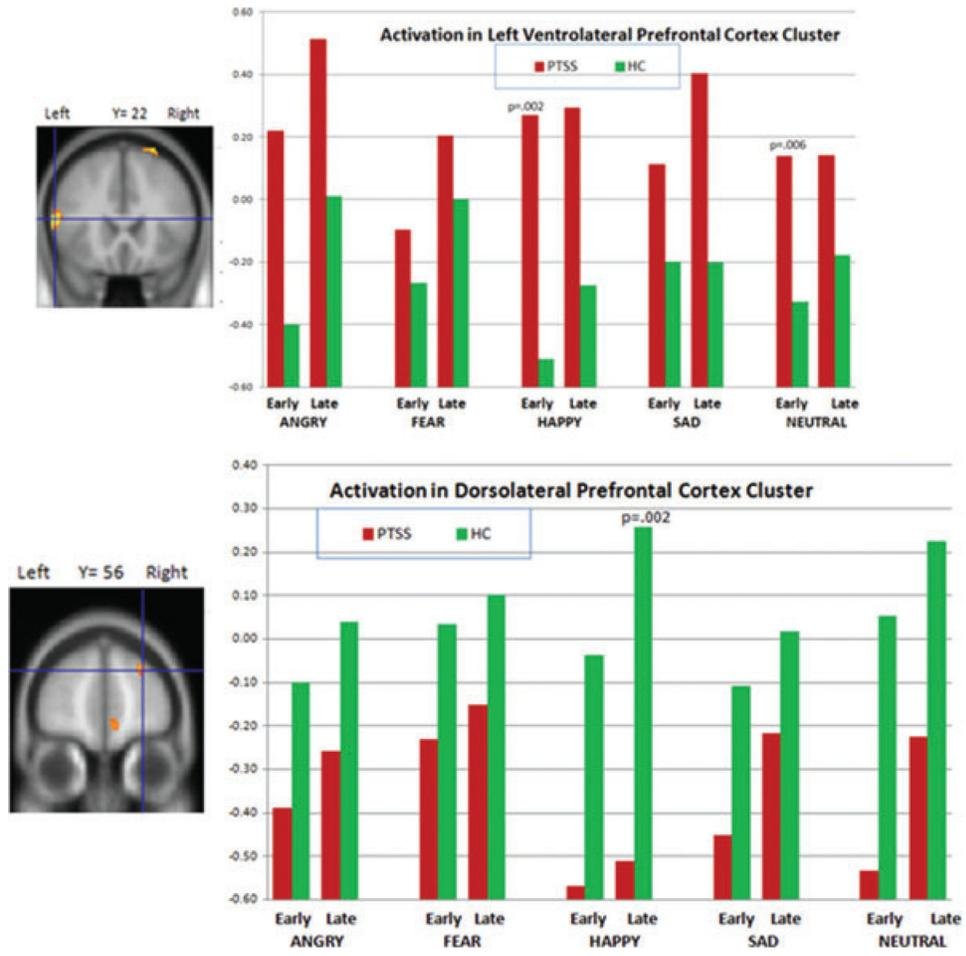 Activation in Left Ventrolateral Prefrontal Cortex Cluster
PTSS HC
0.60
0.40
0.20
0.00
-0.20
-0.40
-0.60
p=.002
p=.006
Left Y= 22 Right
Early Late Early Late Early Late Early Late Early Late
ANGRY FEAR HAPPY SAD NEUTRAL
Activation in Dorsolateral Prefrontal Cortex Cluster
PTSS HC
0.40
0.30
0.20
0.10
0.00
-0.10
-0.20
-0.30
-0.40
-0.50
-0.60
p=.002
Left Y= 56 Right
Early Late Early Late Early Late Early Late Early Late
ANGRY FEAR HAPPY SAD NEUTRAL